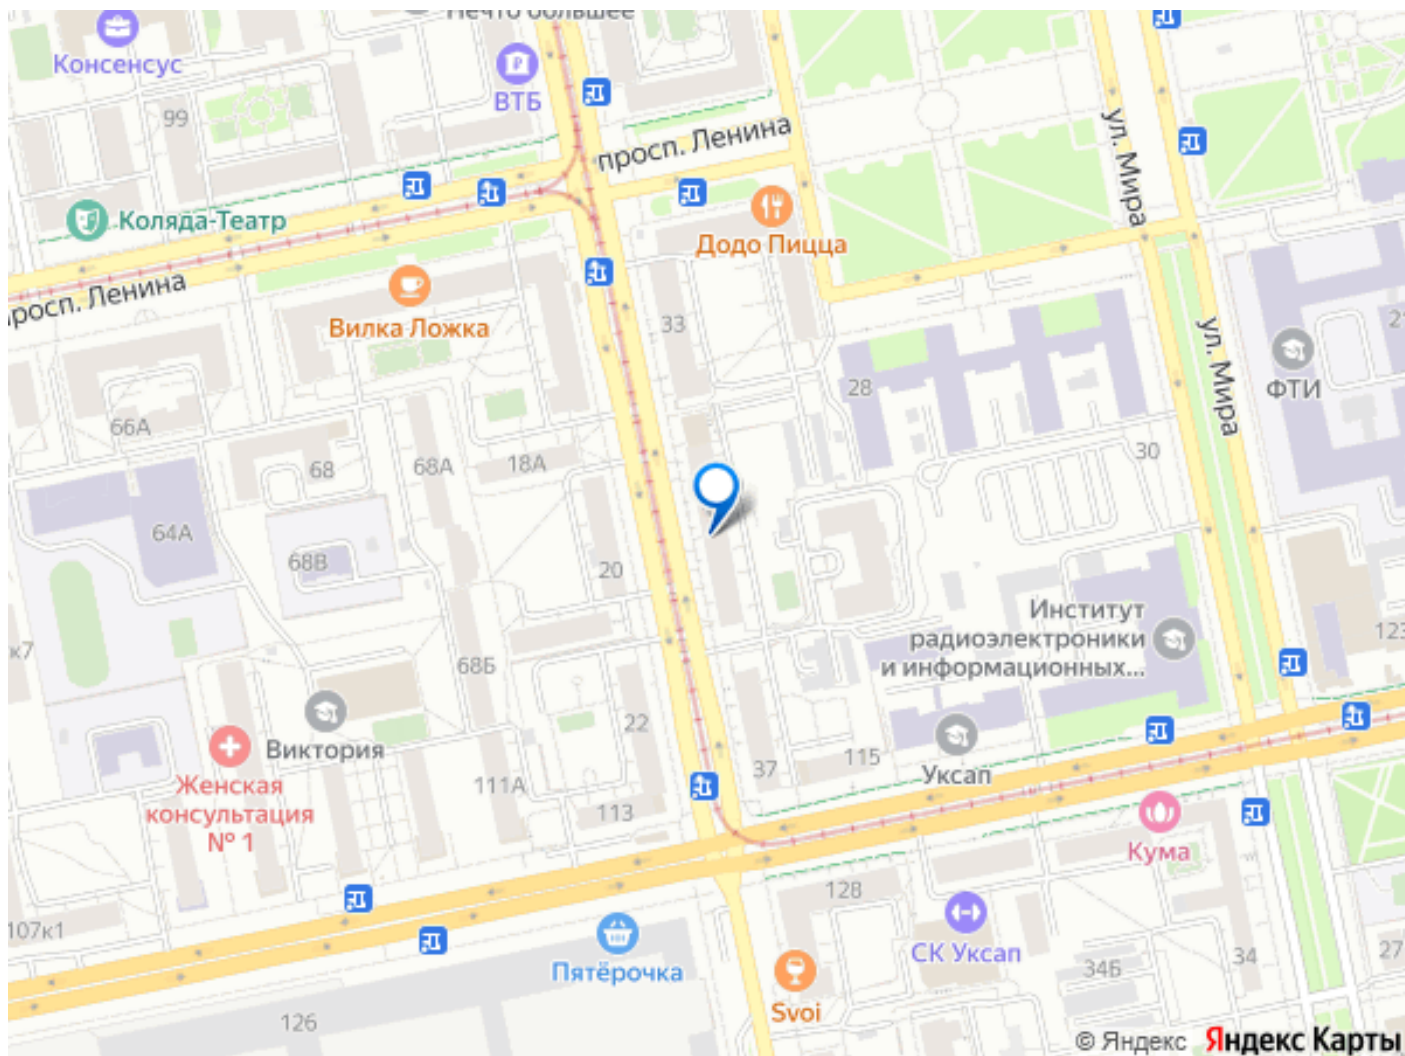 Нечто большее
Консенсус
ВТБ
99
просп. Ленина
ул. Мира
Коляда-Театр
Додо Пицца
просп. Ленина
Вилка Ложка
33
ул. Мира
ФТИ
28
66А
68
68А
18А
30
64А
68В
20
Институт
радиоэлектроники
и информационных...
123
к7
68Б
22
Виктория
Женская
консультация
№ 1
111А
113
37
115
Уксап
Кума
128
107к1
Пятёрочка
СК Уксап
34Б
34
27
Svoi
126
© Яндекс Яндекс Карты